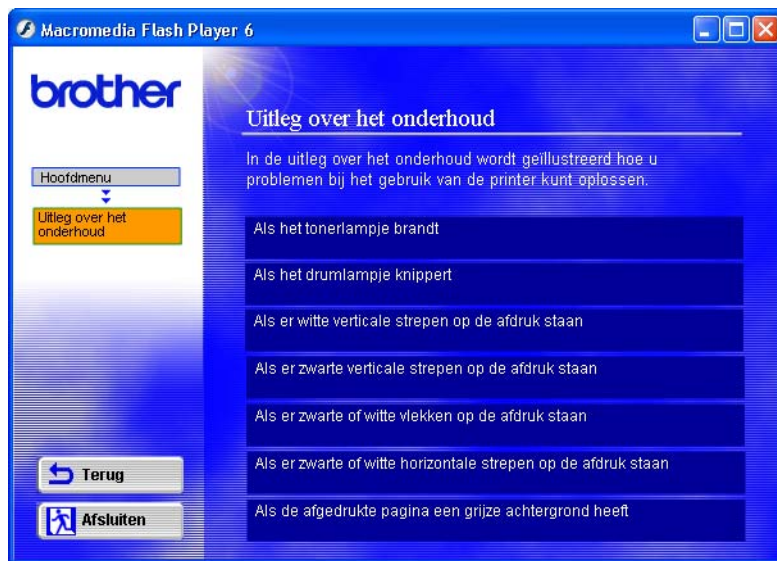 Macromedia Flash Player 6
brother
Hoofdmenu
Uitleg over het
onderhoud
Terug
Afsluiten
Uitleg over het onderhoud
In de uitleg over het onderhoud wordt geïllustreerd hoe u
problemen bij het gebruik van de printer kunt oplossen.
Als het tonerlampje brandt
Als het drumlampje knippert
Als er witte verticale strepen op de afdruk staan
Als er zwarte verticale strepen op de afdruk staan
Als er zwarte of witte vlekken op de afdruk staan
Als er zwarte of witte horizontale strepen op de afdruk staan
Als de afgedrukte pagina een grijze achtergrond heeft